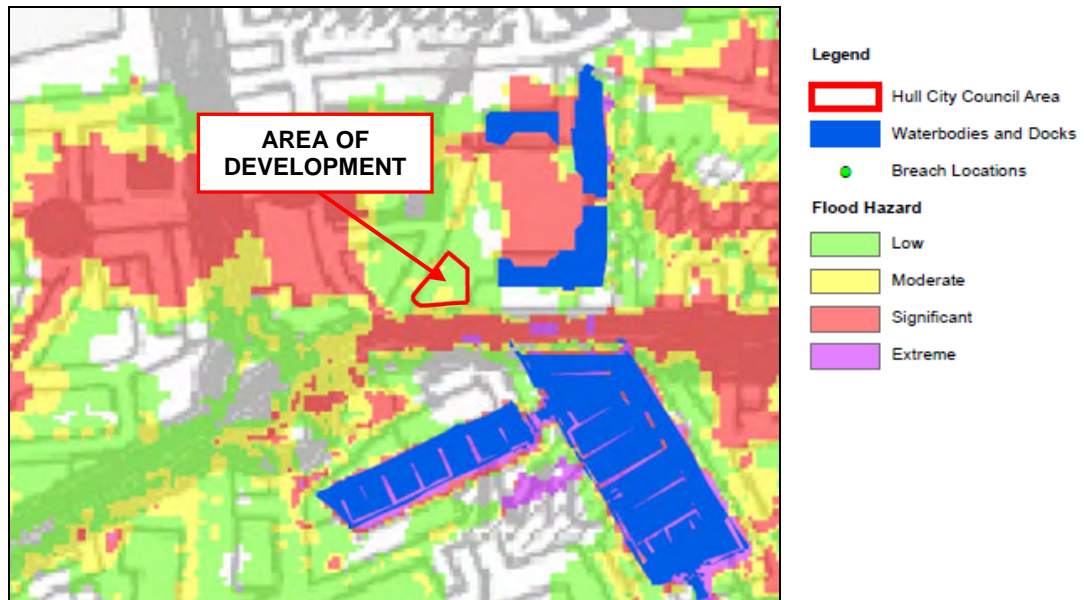 AREA OF
DEVELOPMENT
Legend
Hull City Council Area
Waterbodies and Docks
Breach Locations
Flood Hazard
Low
Moderate
Significant
Extreme